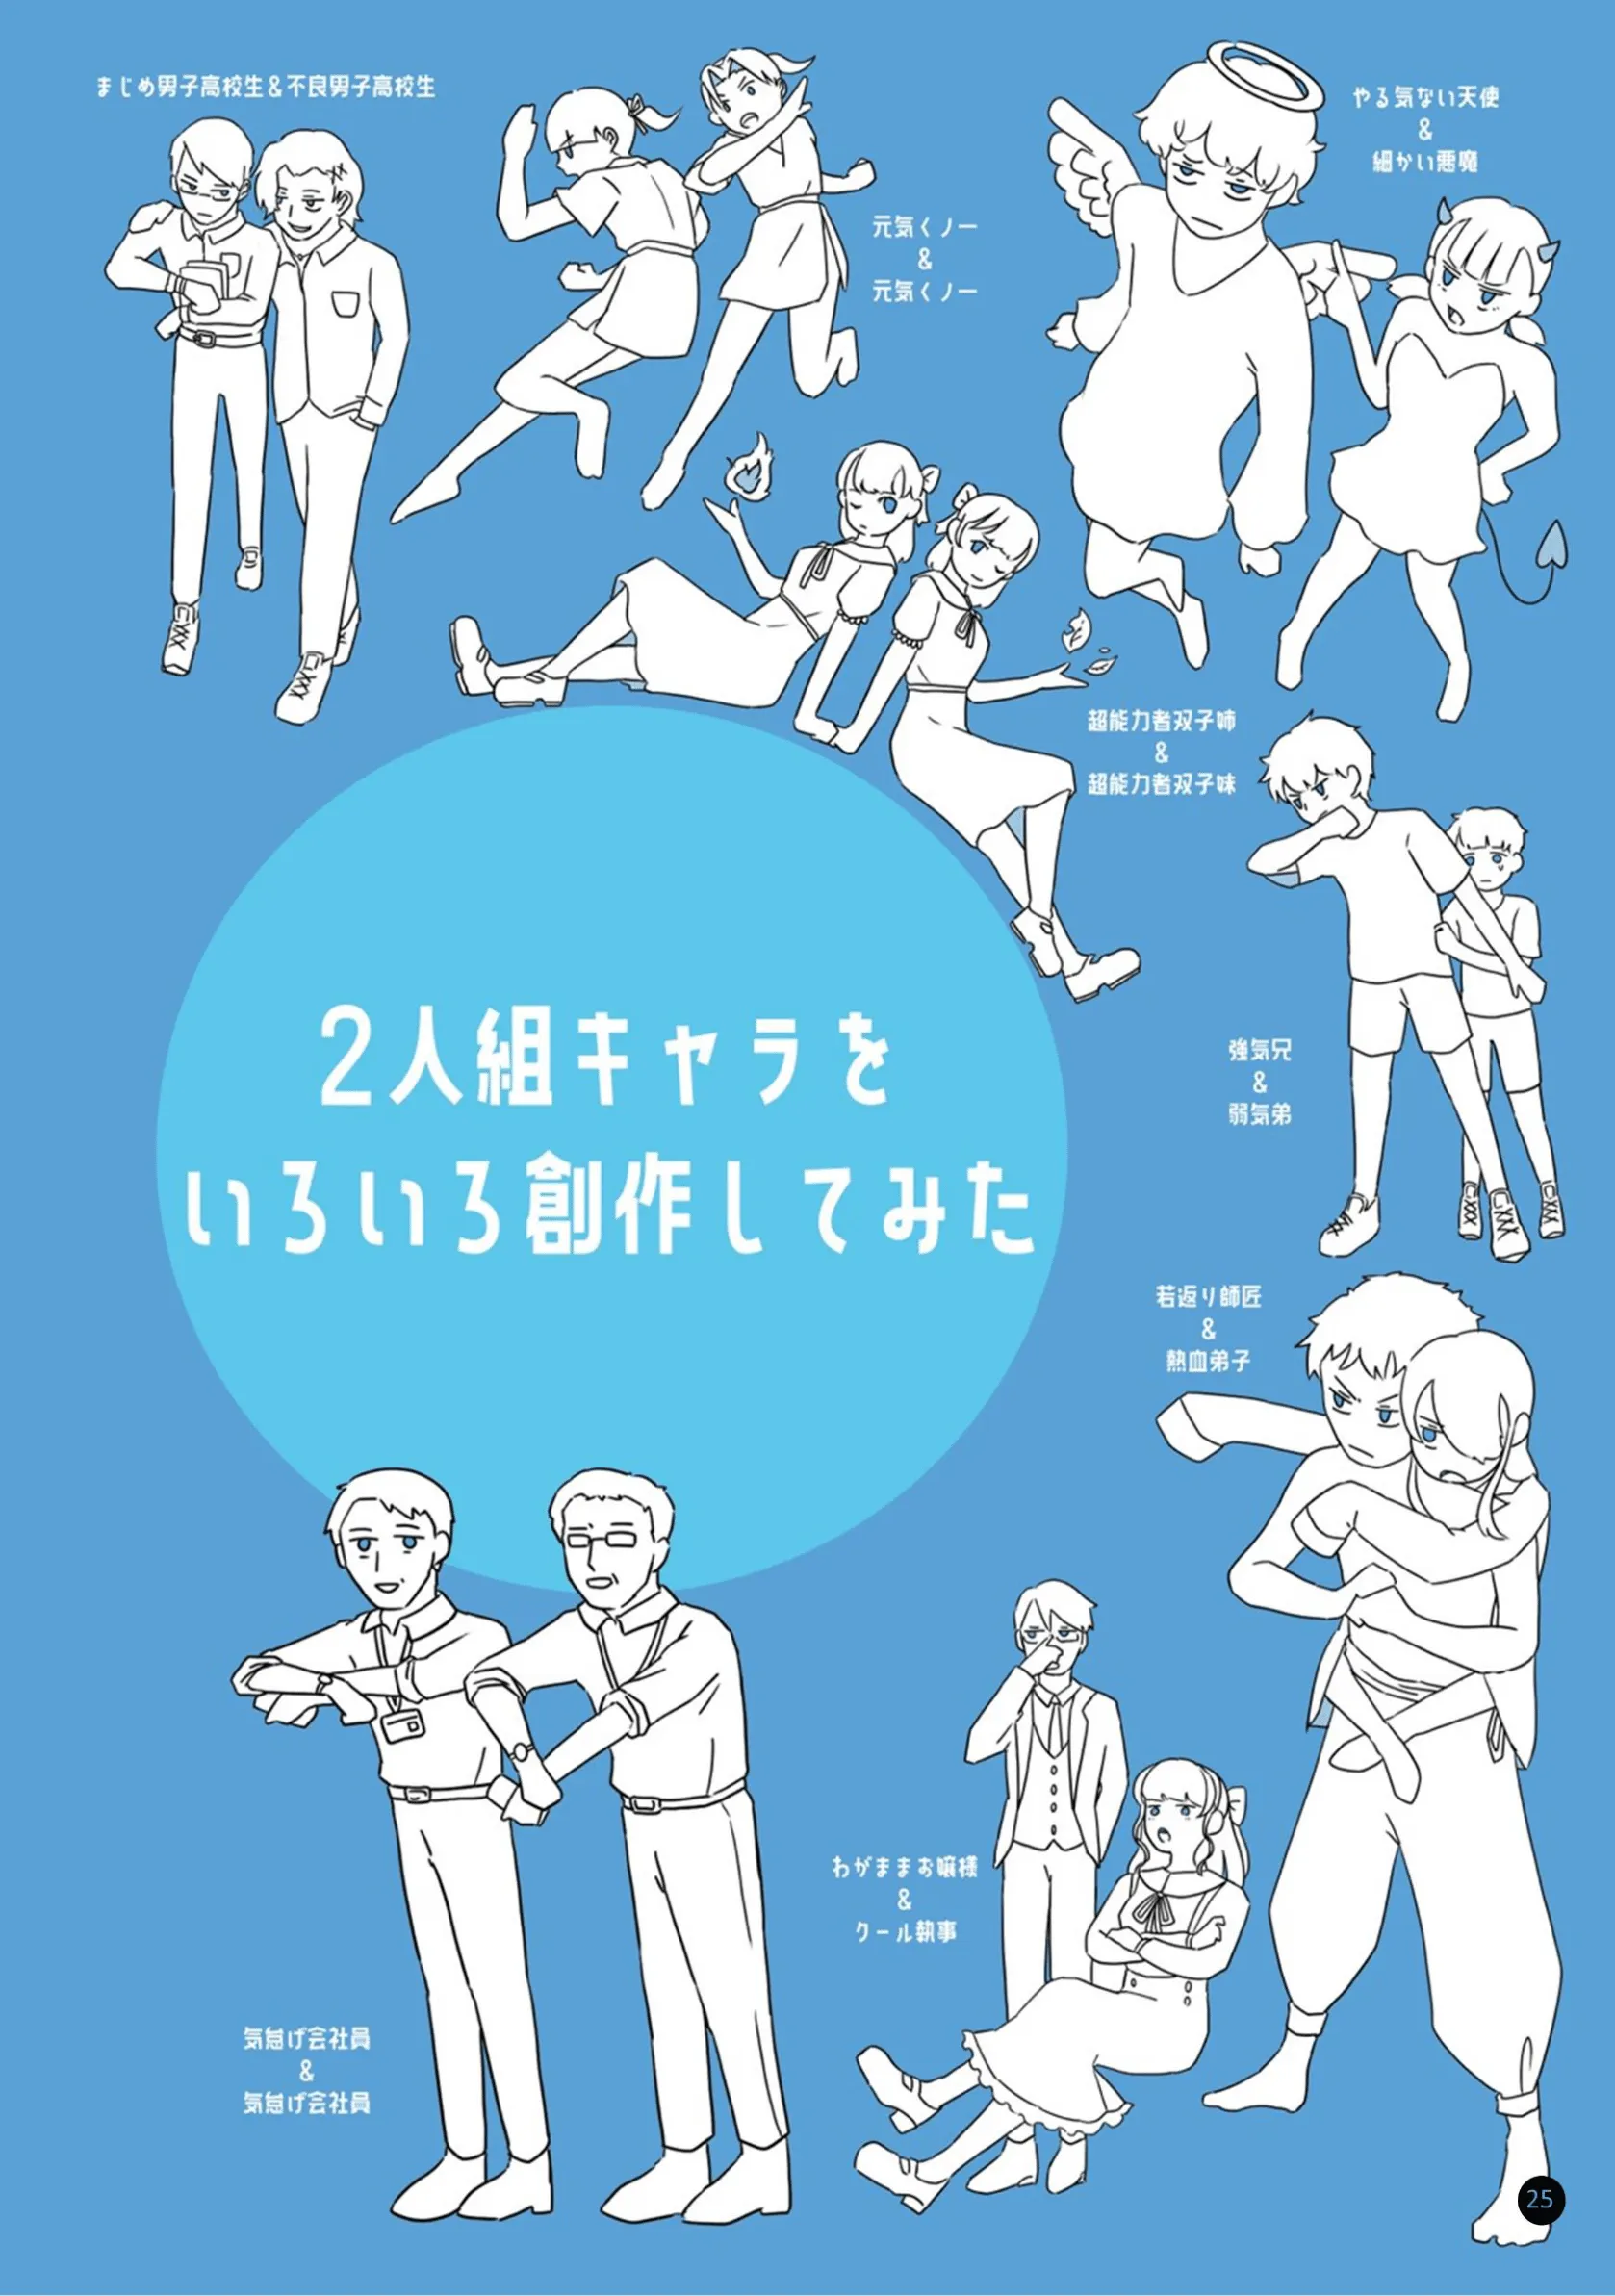 まじめ男子高校生&不良男子高校生
元気くノ一
&
元気くノ一
やる気ない天使
&
細かい悪魔
超能力者双子姉
&
超能力者双子妹
強気兄
&
弱気弟
2人組キャラを
いろいろ創作してみた
若返り師匠
&
熱血弟子
わがままお嬢様
&
クール執事
気怠げ会社員
&
気怠げ会社員
25